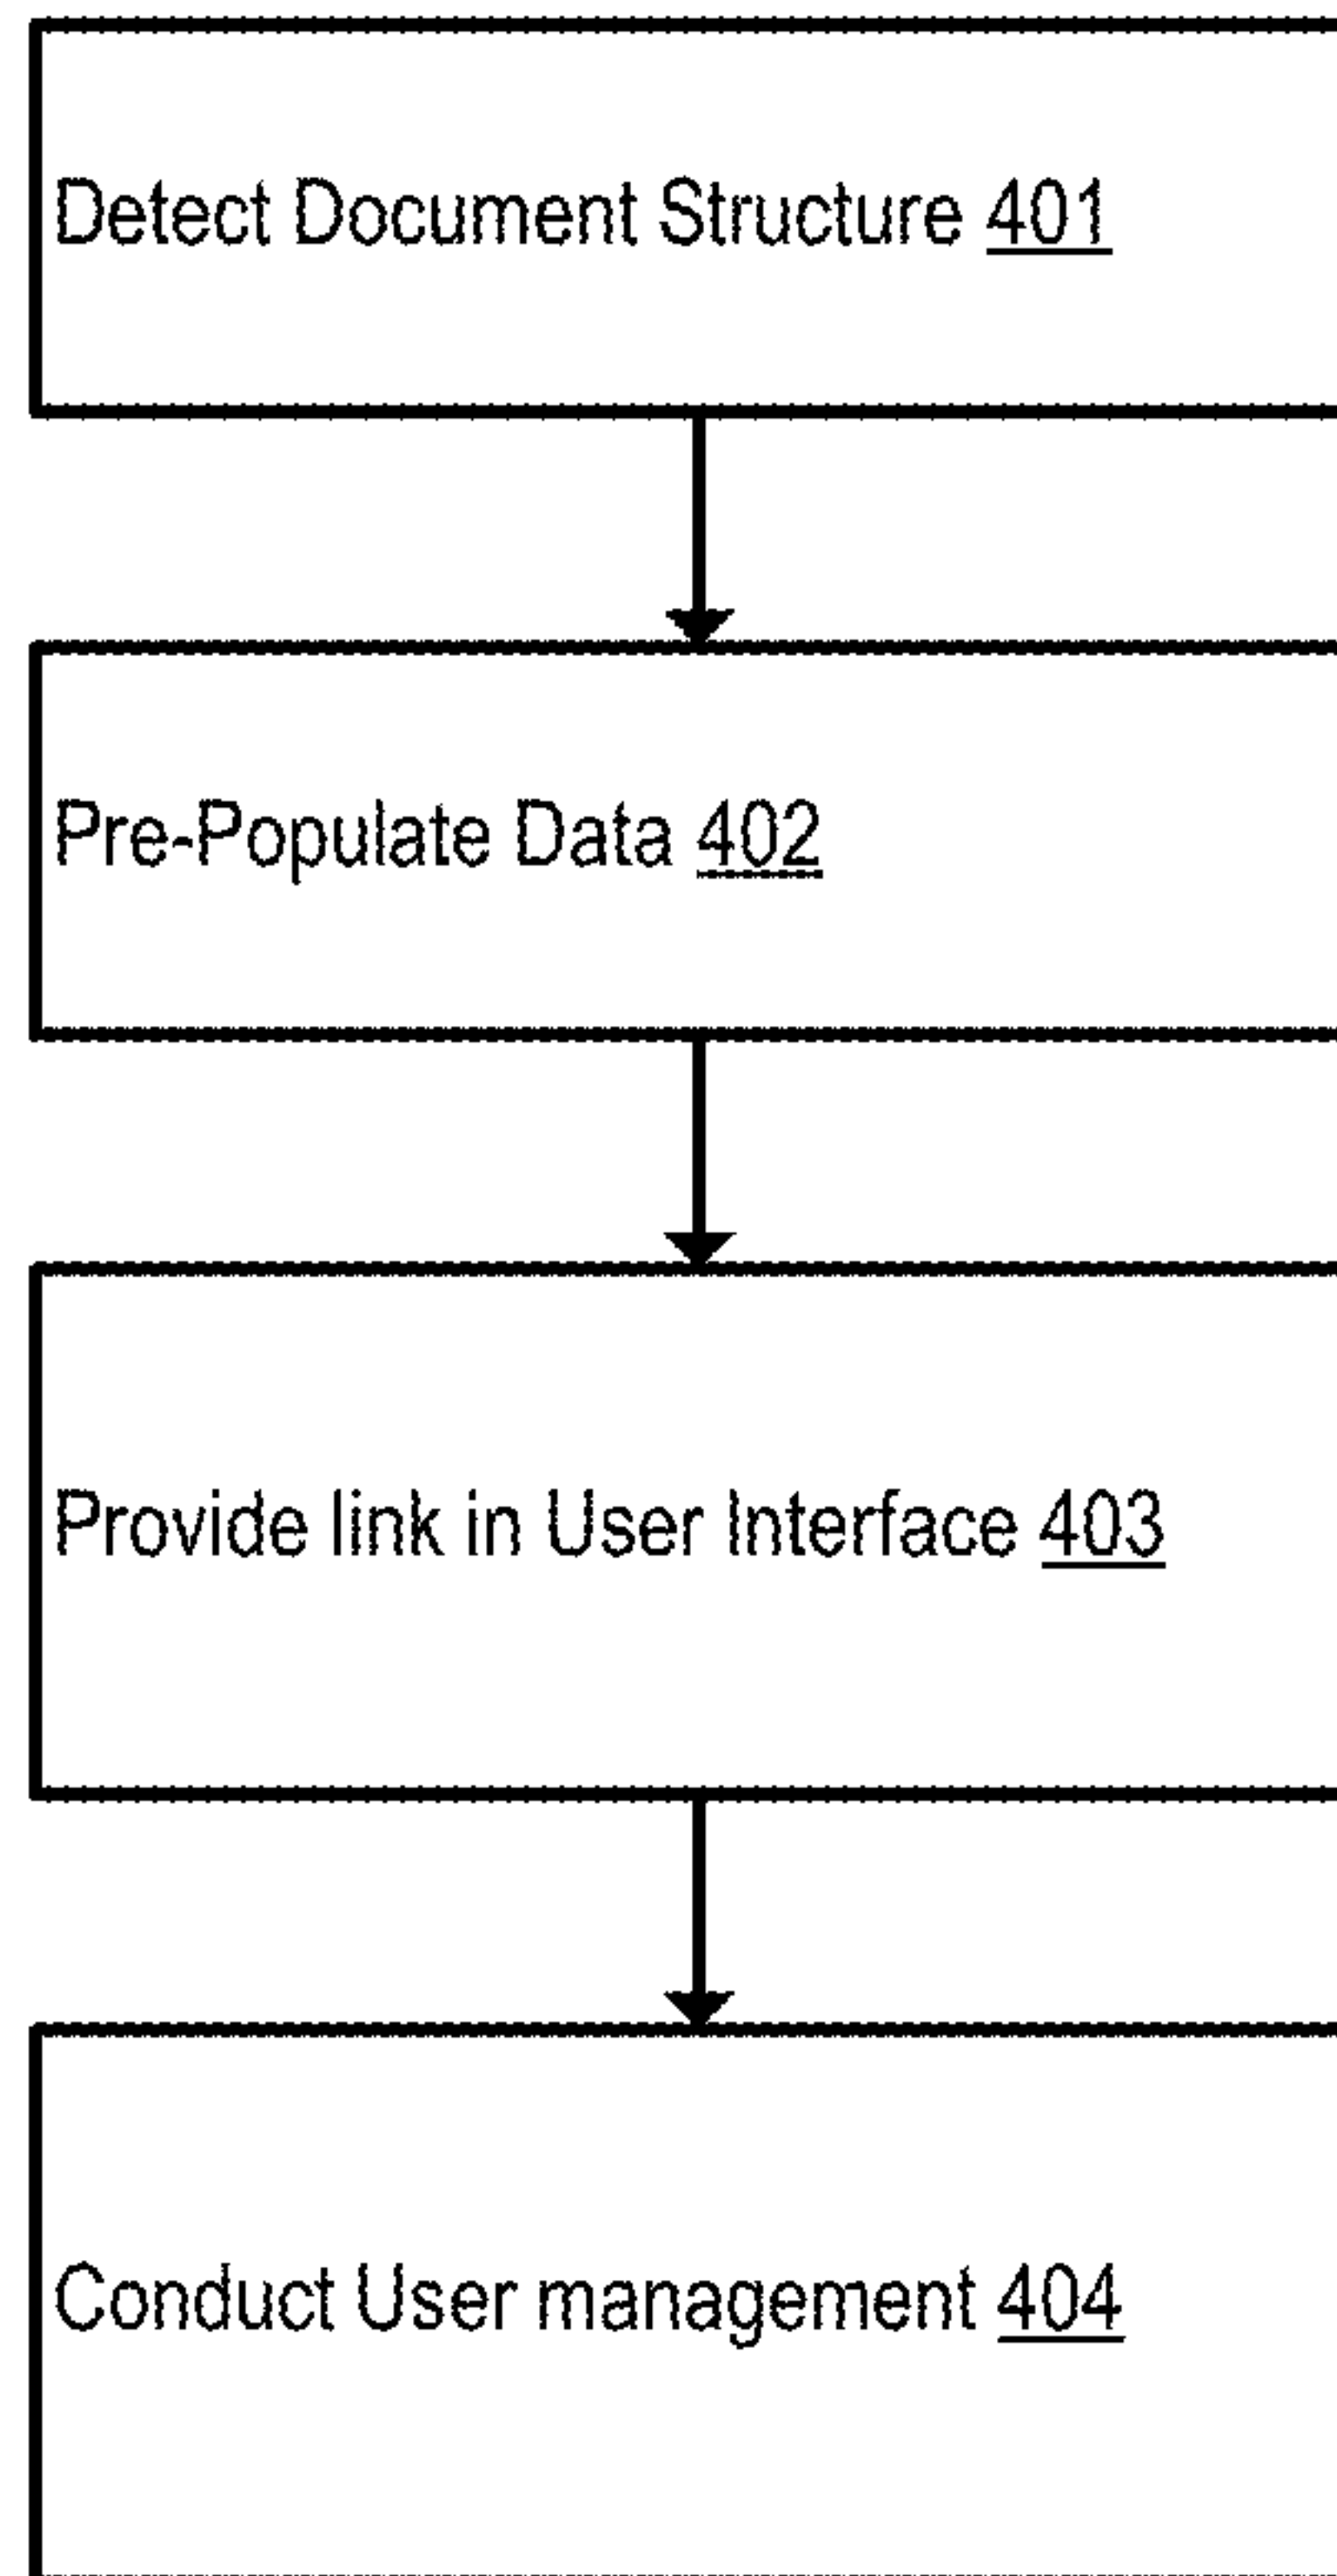 Detect Document Structure 401
Pre-Populate Data 402
Provide link in User Interface 403
Conduct User management 404